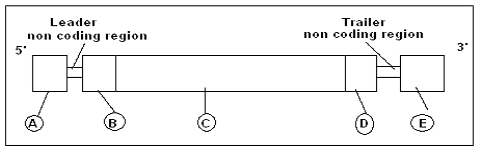 Leader
non coding region
Trailer
non coding region
5'
3'
A
B
C
D
E